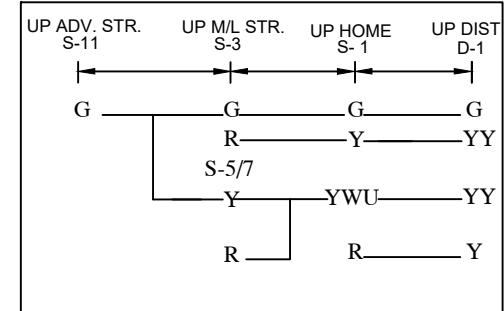 UP ADV. STR. UP M/L STR. UP HOME UP DIST
S-11 S-3 S- 1 D-1
G G G G
R Y YY
S-5/7
Y YWU YY
R R Y